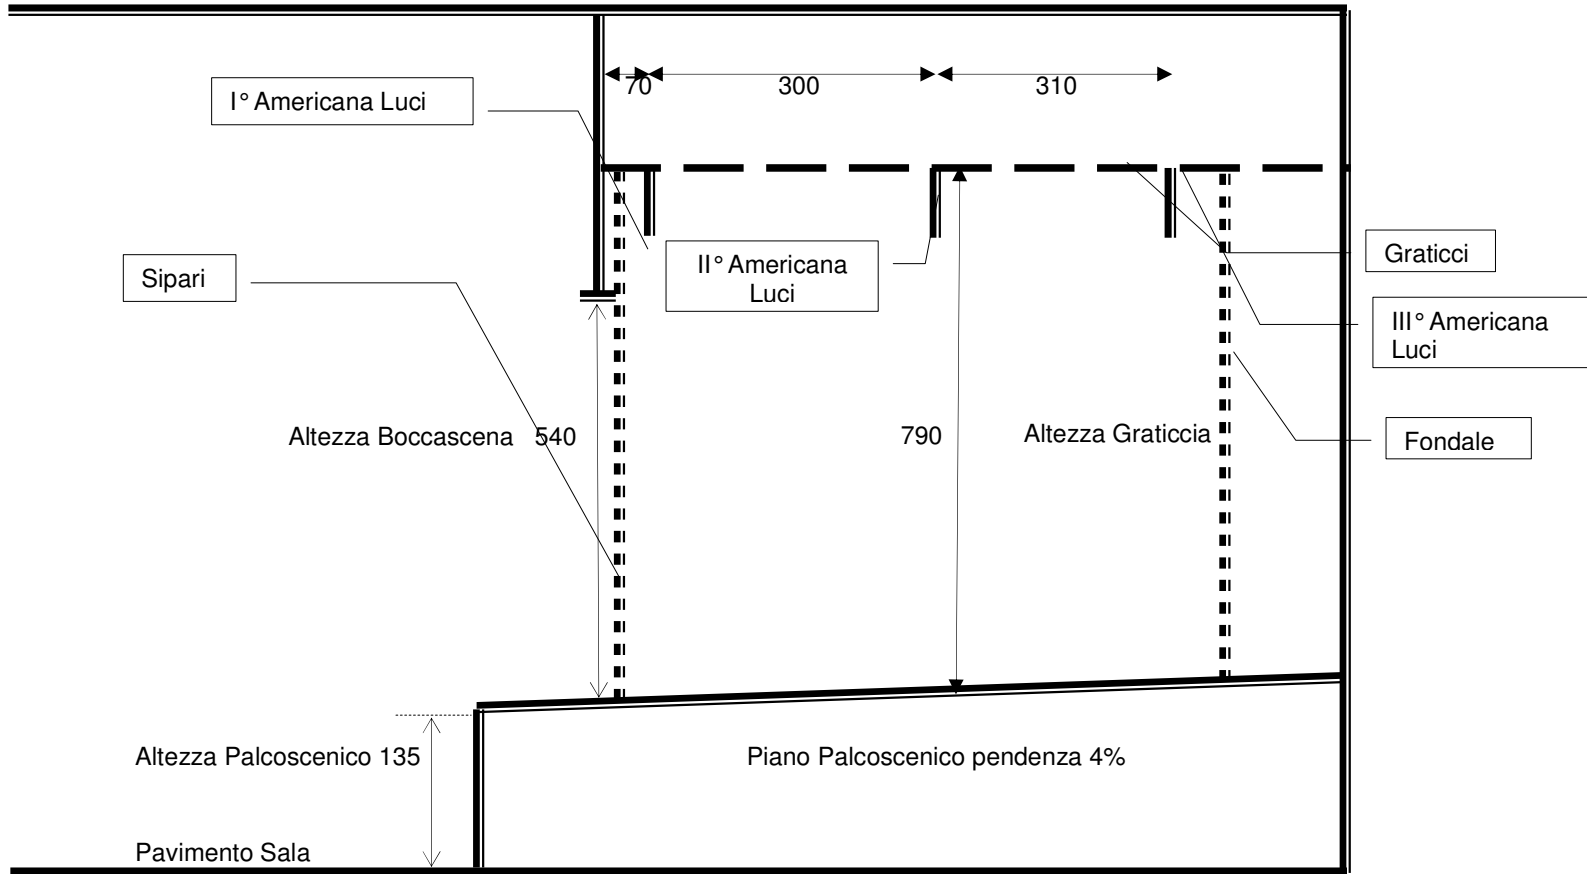 70
300
310
I° Americana Luci
II° Americana
Luci
Graticci
Sipari
III° Americana
Luci
Altezza Boccascena 540
790
Altezza Graticcia
Fondale
Altezza Palcoscenico 135
Piano Palcoscenico pendenza 4%
Pavimento Sala